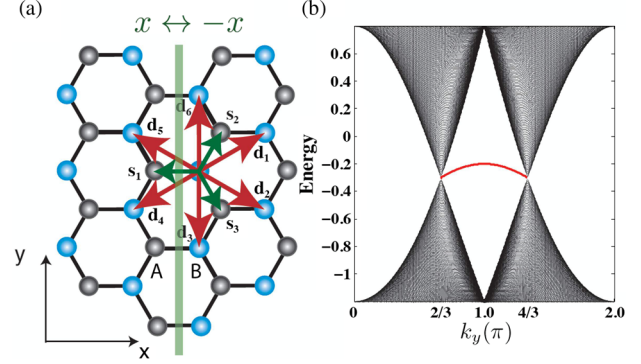 (a)
x ↔ −x
d6
s2
d5
d1
s1
d4
d2
d3
s3
A
B
y
x
(b)
Energy
0.6
0.4
0.2
0
−0.2
−0.4
−0.6
−0.8
−1
0
2/3
1.0
4/3
2.0
ky(π)